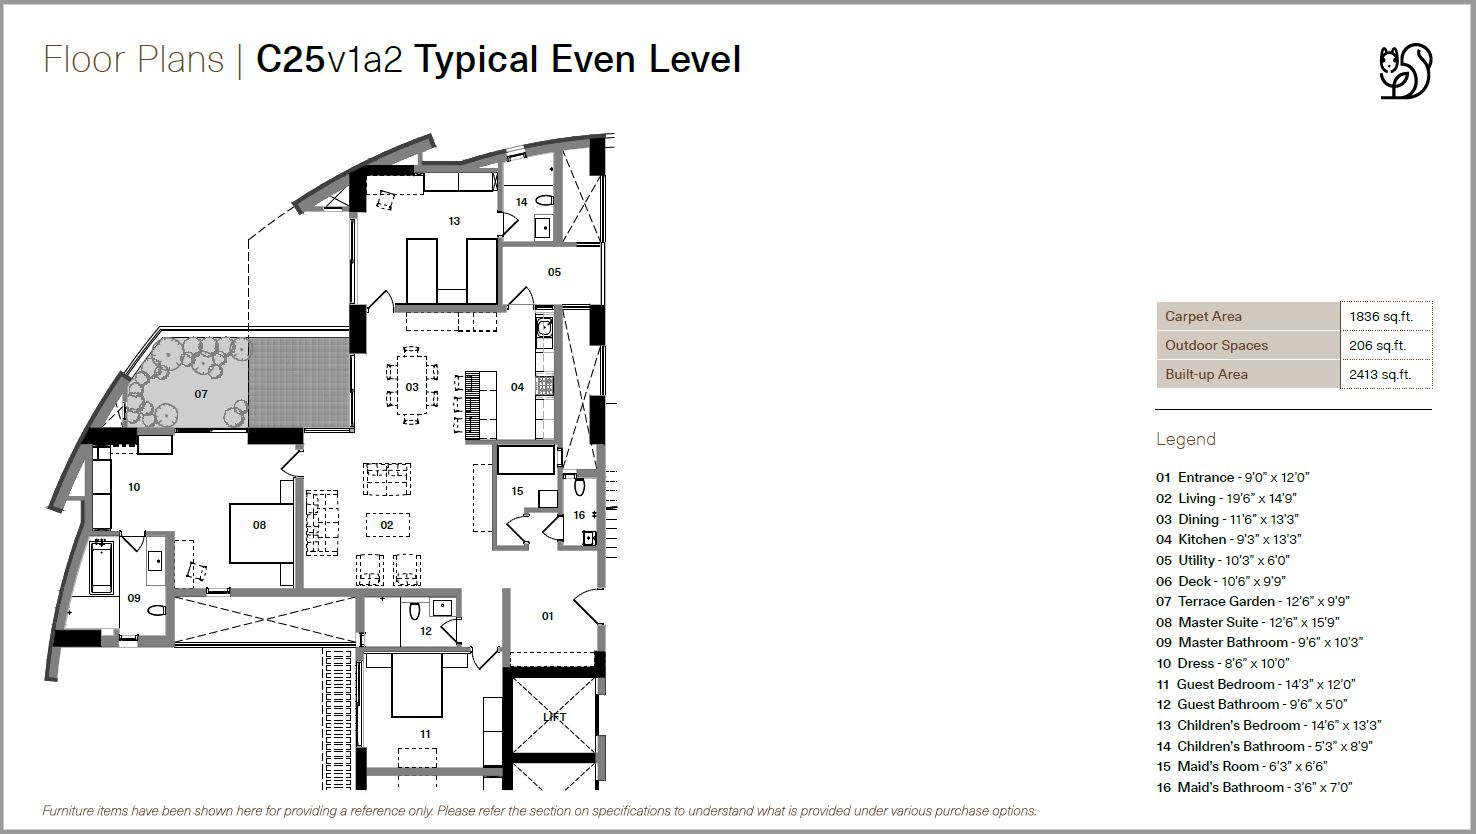 Floor Plans | C25v1a2 Typical Even Level
13
14
05
03
04
07
10
08
02
15
16
09
12
01
11
LIFT
Carpet Area 1836 sq.ft.
Outdoor Spaces 206 sq.ft.
Built-up Area 2413 sq.ft.
Legend
01 Entrance - 9'0" x 12'0"
02 Living - 19'6" x 14'9"
03 Dining - 11'6" x 13'3"
04 Kitchen - 9'3" x 13'3"
05 Utility - 10'3" x 6'0"
06 Deck - 10'6" x 9'9"
07 Terrace Garden - 12'6" x 9'9"
08 Master Suite - 12'6" x 15'9"
09 Master Bathroom - 9'6" x 10'3"
10 Dress - 8'6" x 10'0"
11 Guest Bedroom - 14'3" x 12'0"
12 Guest Bathroom - 9'6" x 5'0"
13 Children's Bedroom - 14'6" x 13'3"
14 Children's Bathroom - 5'3" x 8'9"
15 Maid's Room - 6'3" x 6'6"
16 Maid's Bathroom - 3'6" x 7'0"
Furniture items have been shown here for providing a reference only. Please refer the section on specifications to understand what is provided under various purchase options.